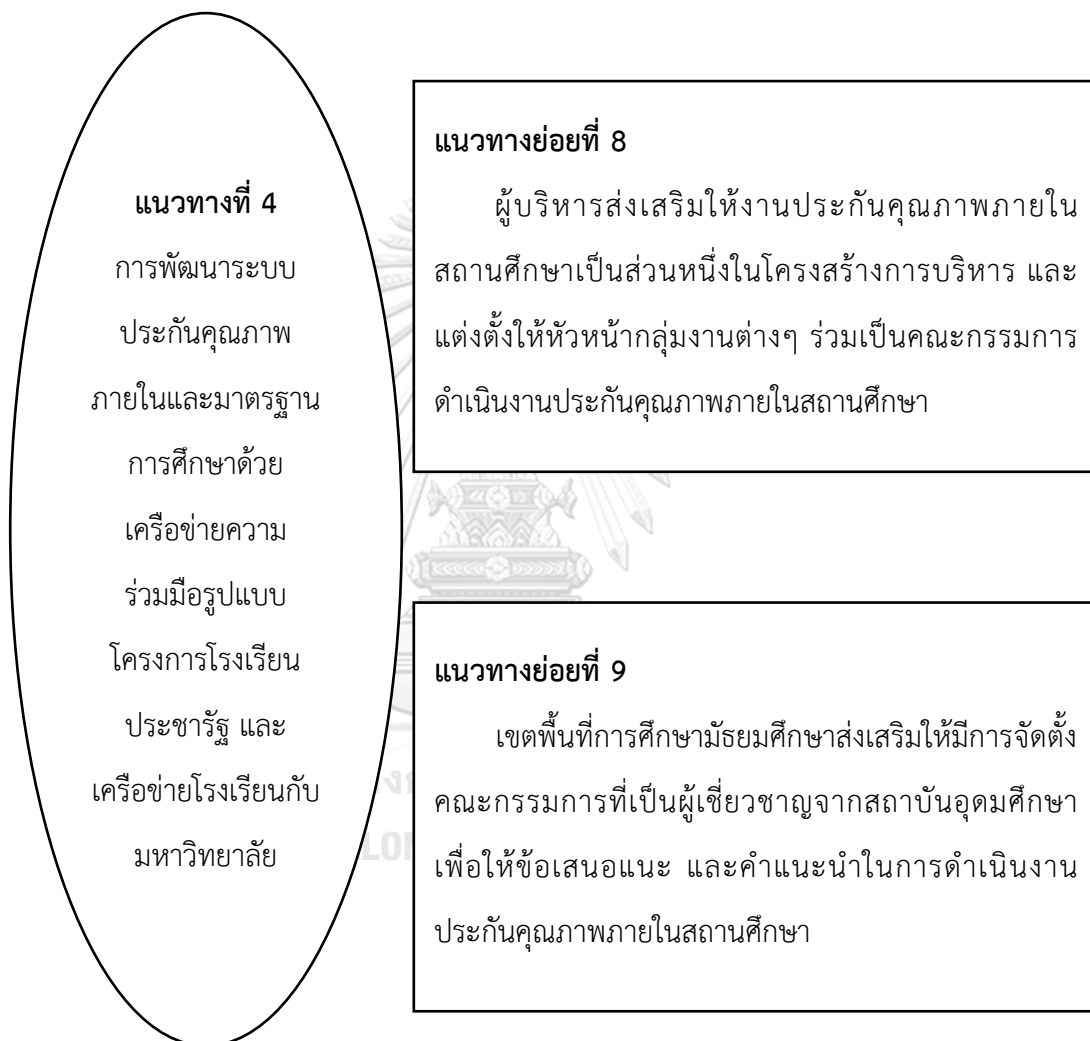 แนวทางที่ 4
การพัฒนาระบบ
ประกันคุณภาพ
ภายในและมาตรฐาน
การศึกษาด้วย
เครือข่ายความ
ร่วมมือรูปแบบ
โครงการโรงเรียน
ประชารัฐ และ
เครือข่ายโรงเรียนกับ
มหาวิทยาลัย
แนวทางย่อยที่ 8
ผู้บริหารส่งเสริมให้งานประกันคุณภาพภายใน
สถานศึกษาเป็นส่วนหนึ่งในโครงสร้างการบริหาร และ
แต่งตั้งให้หัวหน้ากลุ่มงานต่างๆ ร่วมเป็นคณะกรรมการ
ดำเนินงานประกันคุณภาพภายในสถานศึกษา
แนวทางย่อยที่ 9
เขตพื้นที่การศึกษามัธยมศึกษาส่งเสริมให้มีการจัดตั้ง
คณะกรรมการที่เป็นผู้เชี่ยวชาญจากสถาบันอุดมศึกษา
เพื่อให้ข้อเสนอแนะ และคำแนะนำในการดำเนินงาน
ประกันคุณภาพภายในสถานศึกษา